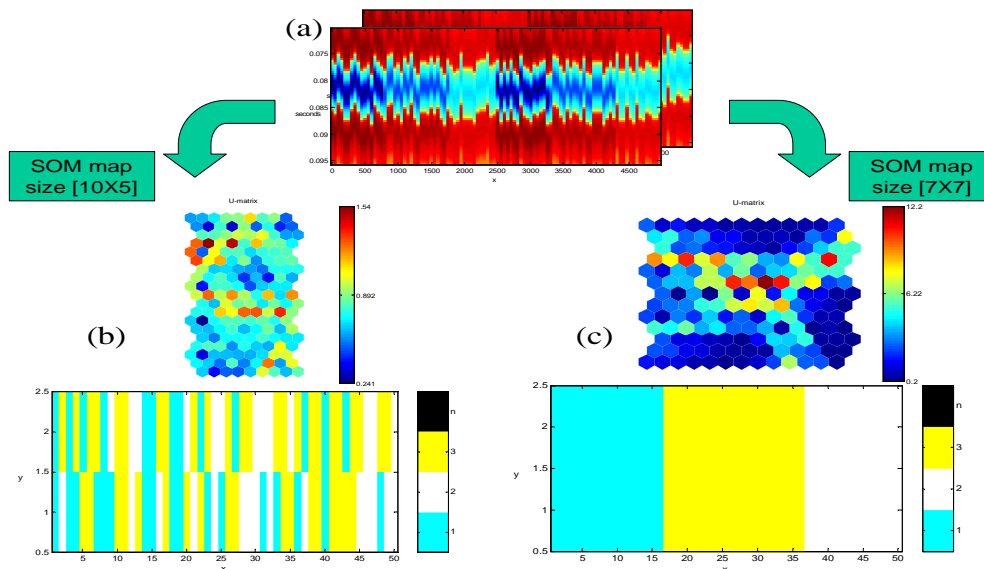 (a)
0.075
0.08
0.085
seconds
0.09
0.095
0 500 1000 1500 2000 2500 3000 3500 4000 4500
x
SOM map
size [10X5]
SOM map
size [7X7]
U-matrix
1.54
0.892
0.241
(b)
U-matrix
12.2
6.22
0.2
(c)
2.5
2
1.5
1
0.5
y
5 10 15 20 25 30 35 40 45 50
x
n
3
2
1
2.5
2
1.5
1
0.5
y
5 10 15 20 25 30 35 40 45 50
n
3
2
1